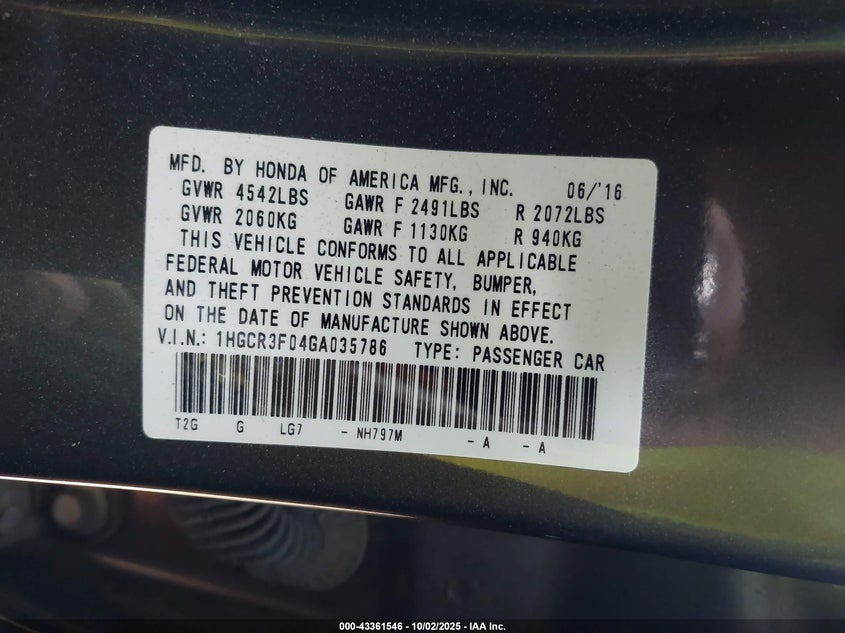 MFD. BY HONDA OF AMERICA MFG., INC. 06/'16
GVWR 4542LBS GAWR F 2491LBS R 2072LBS
GVWR 2060KG GAWR F 1130KG R 940KG
THIS VEHICLE CONFORMS TO ALL APPLICABLE
FEDERAL MOTOR VEHICLE SAFETY, BUMPER,
AND THEFT PREVENTION STANDARDS IN EFFECT
ON THE DATE OF MANUFACTURE SHOWN ABOVE.
V.I.N.: 1HGCR3F04GA035786 TYPE: PASSENGER CAR
T2G G LG7 - NH797M - A - A
000-43361546 - 10/02/2025 - IAA Inc.